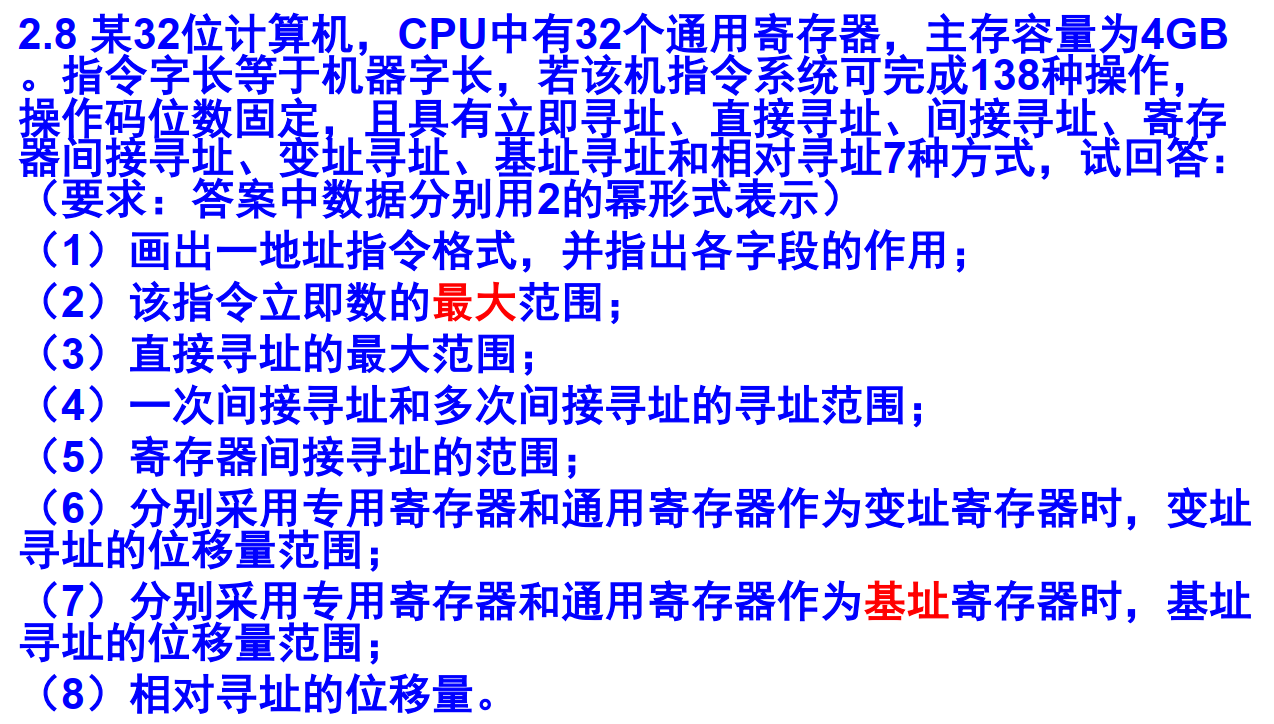 2.8 某32位计算机，CPU中有32个通用寄存器，主存容量为4GB
。指令字长等于机器字长，若该机指令系统可完成138种操作，
操作码位数固定，且具有立即寻址、直接寻址、间接寻址、寄存
器间接寻址、变址寻址、基址寻址和相对寻址7种方式，试回答：
（要求：答案中数据分别用2的幂形式表示）
（1）画出一地址指令格式，并指出各字段的作用；
（2）该指令立即数的最大范围；
（3）直接寻址的最大范围；
（4）一次间接寻址和多次间接寻址的寻址范围；
（5）寄存器间接寻址的范围；
（6）分别采用专用寄存器和通用寄存器作为变址寄存器时，变址
寻址的位移量范围；
（7）分别采用专用寄存器和通用寄存器作为基址寄存器时，基址
寻址的位移量范围；
（8）相对寻址的位移量。